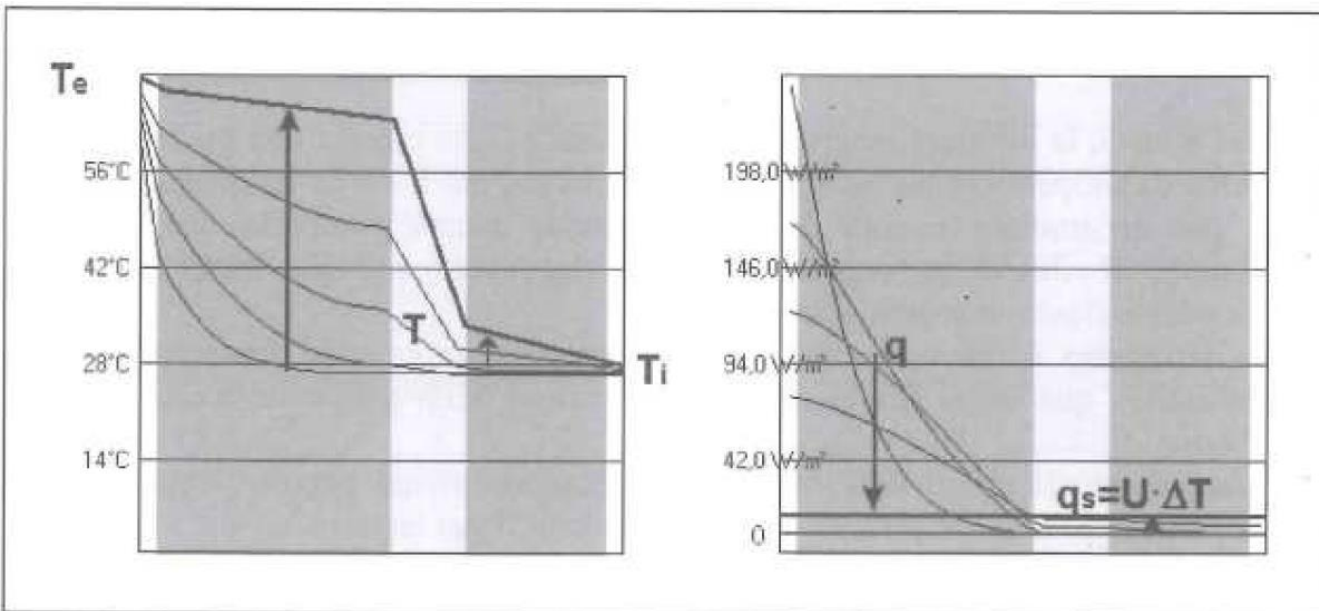 Te
56°C
42°C
T
28°C
Ti
14°C
198,0 W/m²
146,0 W/m²
q
94,0 W/m²
42,0 W/m²
qs=U·ΔT
0